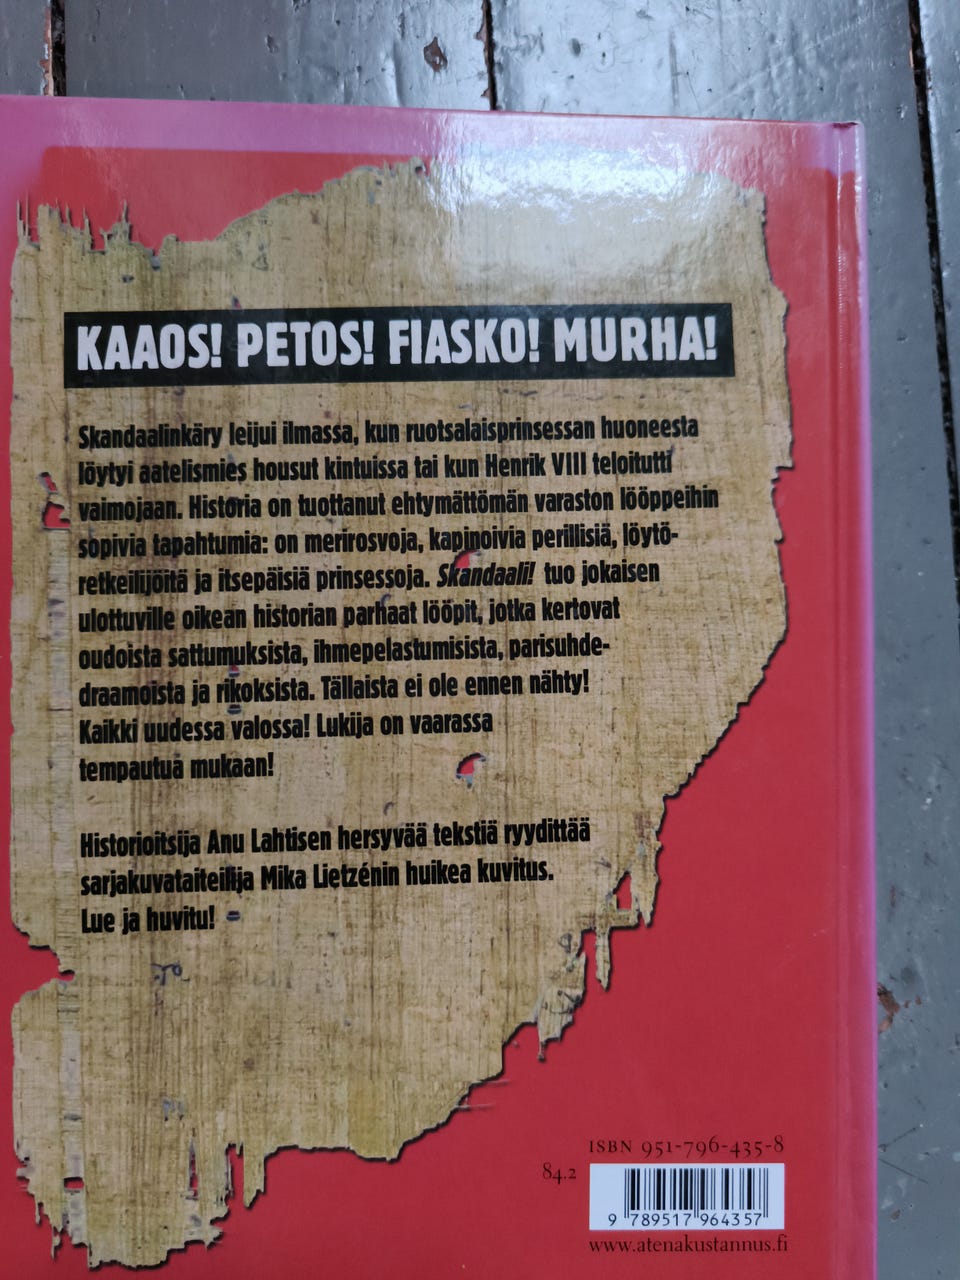 KAAOS! PETOS! FIASKO! MURHA!
Skandaalinkäry leijui ilmassa, kun ruotsalaisprinsessan huoneesta
löytyi aatelismies housut kintuissa tai kun Henrik VIII teloitutti
vaimojaan. Historia on tuottanut ehtymättömän varaston lööppeihin
sopivia tapahtumia: on merirosvoja, kapinoivia perillisiä, löytö-
retkeilijöitä ja itsepäisiä prinsessoja. Skandaali! tuo jokaisen
ulottuville oikean historian parhaat lööpit, jotka kertovat
oudoista sattumuksista, ihmepelastumisista, parisuhde-
draamoista ja rikoksista. Tällaista ei ole ennen nähty!
Kaikki uudessa valossa! Lukija on vaarassa
tempautua mukaan!
Historioitsija Anu Lahtisen hersyvää tekstiä ryydittää
sarjakuvataiteilija Mika Lietzénin huikea kuvitus.
Lue ja huvitu!
ISBN 951-796-435-8
84.2
9 789517 964357
www.atenakustannus.fi